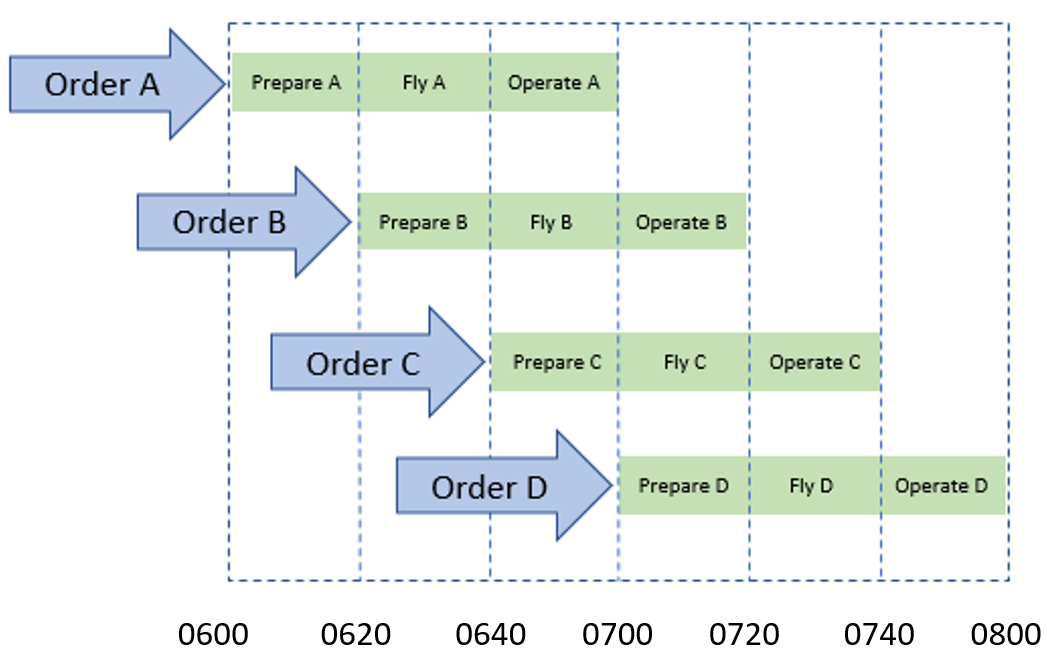 Order A
Prepare A
Fly A
Operate A
Order B
Prepare B
Fly B
Operate B
Order C
Prepare C
Fly C
Operate C
Order D
Prepare D
Fly D
Operate D
0600 0620 0640 0700 0720 0740 0800